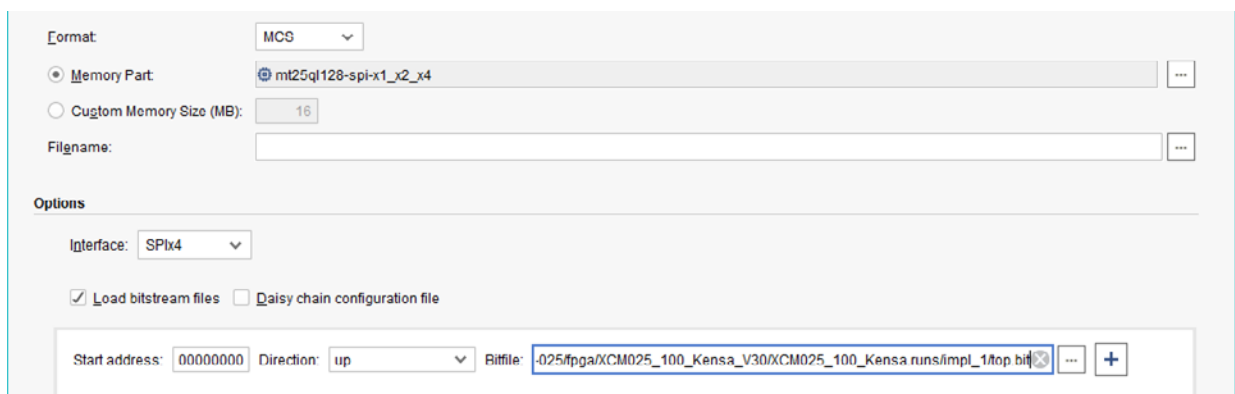 Format: MCS
Memory Part: mt25ql128-spi-x1_x2_x4 ...
Custom Memory Size (MB): 16
Filename: ...
Options
Interface: SPIx4
Load bitstream files Daisy chain configuration file
Start address: 00000000 Direction: up Bitfile: -025/fpga/XCM025_100_Kensa_V30/XCM025_100_Kensa.runs/impl_1/top.bit ... +